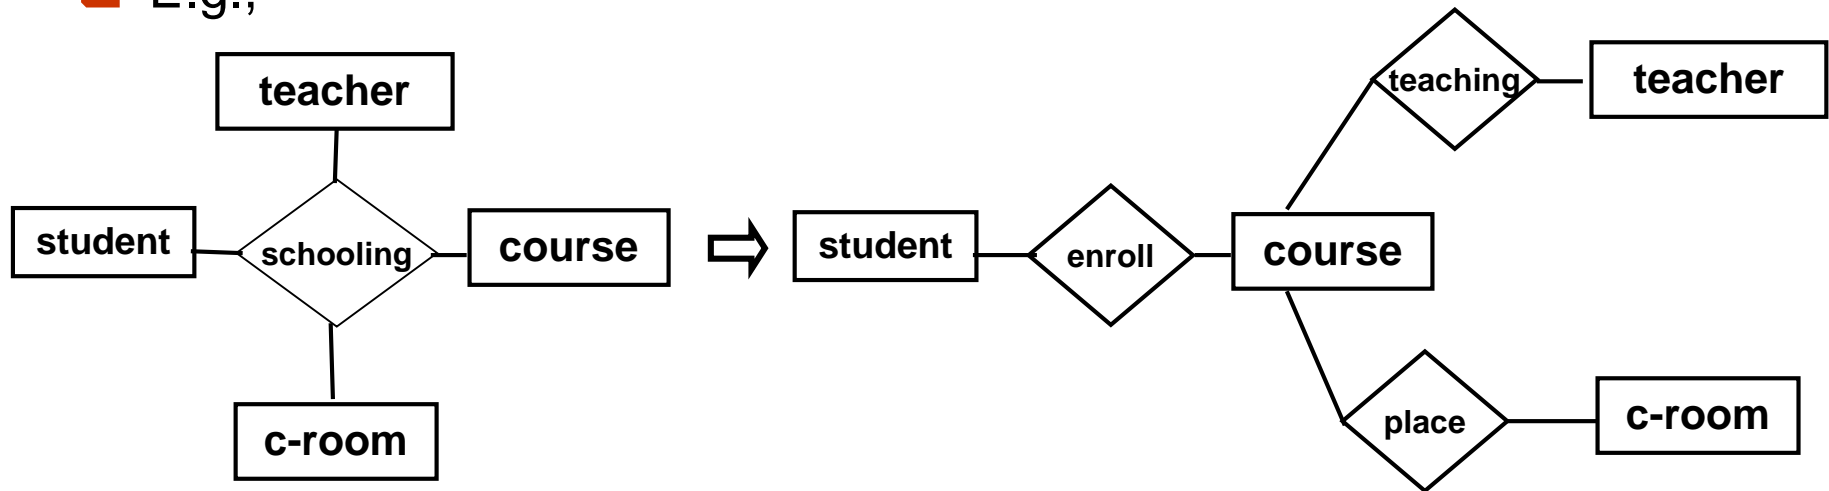 E.g.,
teacher
student
schooling
course
c-room
student
enroll
course
teaching
teacher
place
c-room